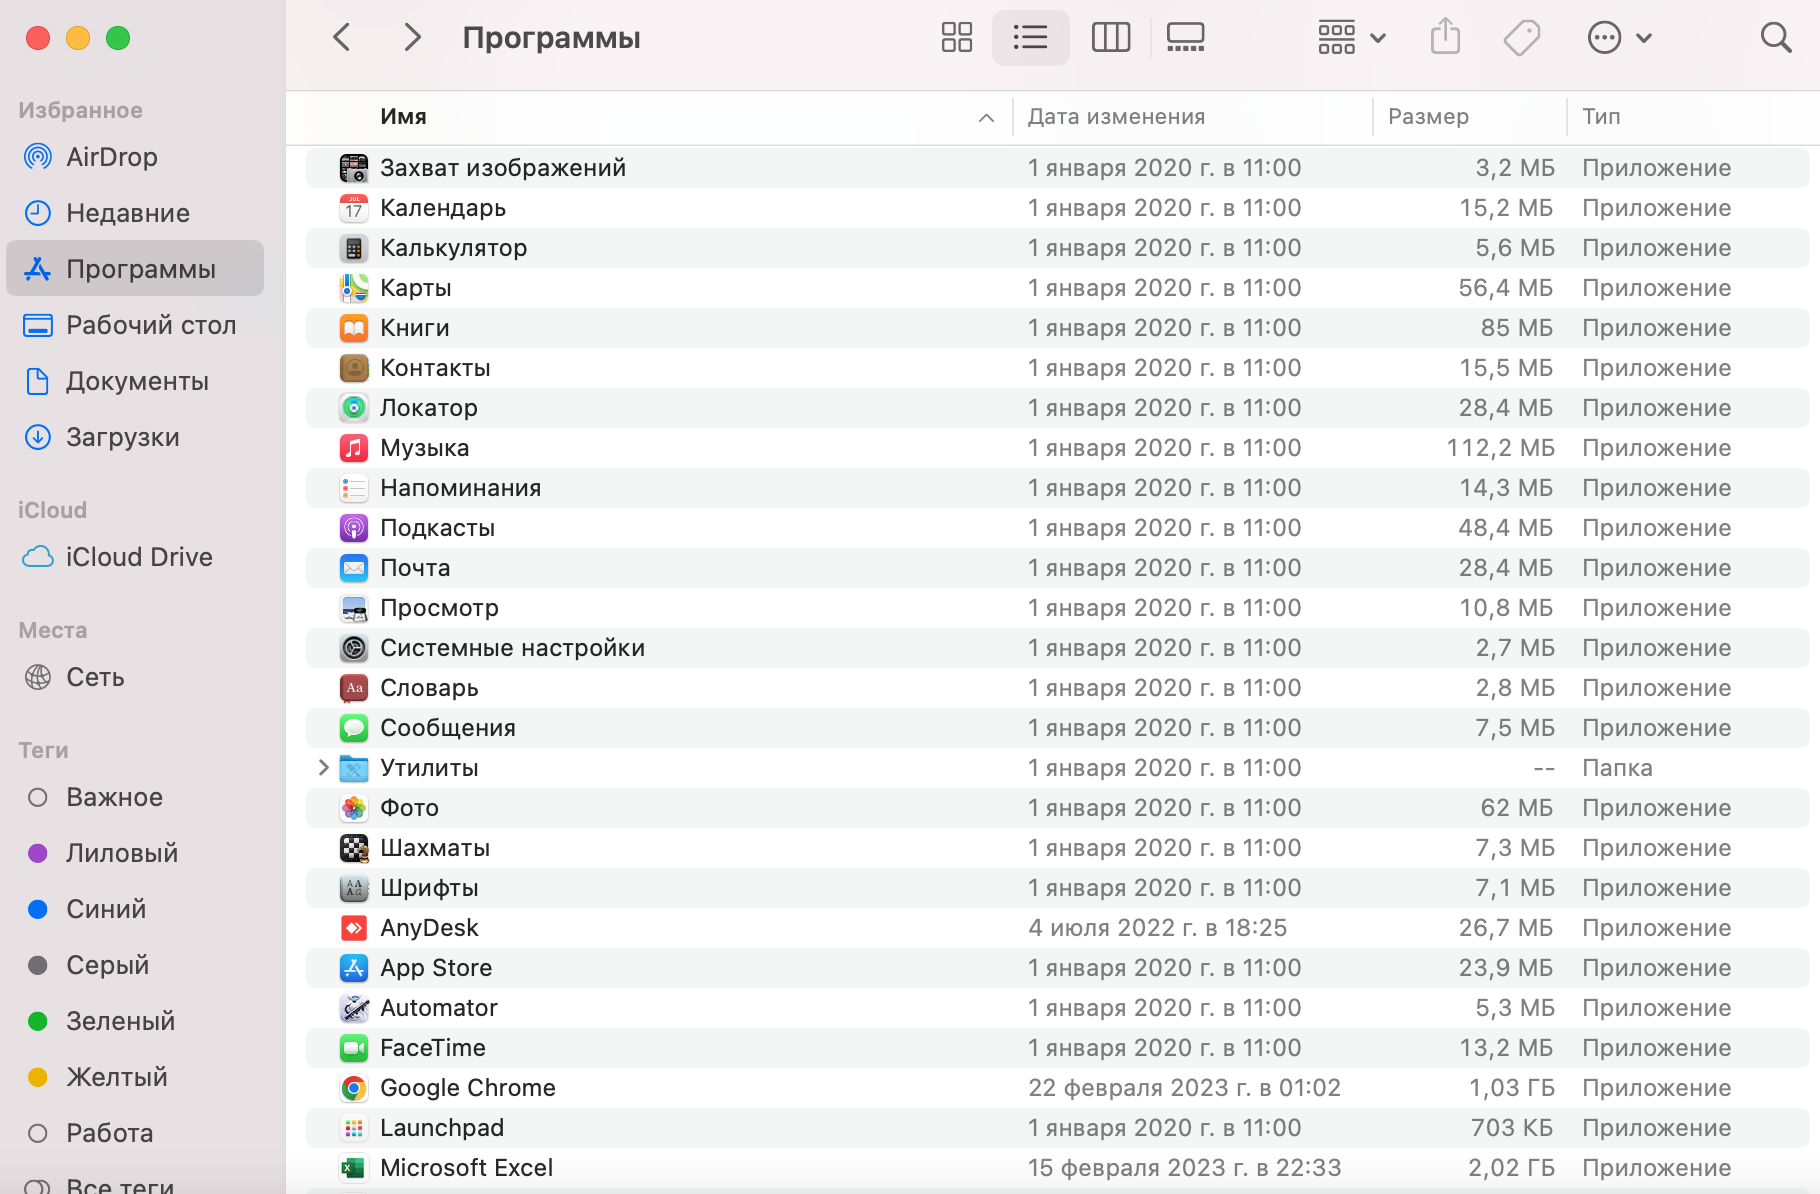 Программы
Избранное
AirDrop
Недавние
Программы
Рабочий стол
Документы
Загрузки
iCloud
iCloud Drive
Места
Сеть
Теги
Важное
Лиловый
Синий
Серый
Зеленый
Желтый
Работа
Все теги
Имя Дата изменения Размер Тип
Захват изображений 1 января 2020 г. в 11:00 3,2 МБ Приложение
JUL
17
Календарь 1 января 2020 г. в 11:00 15,2 МБ Приложение
Калькулятор 1 января 2020 г. в 11:00 5,6 МБ Приложение
Карты 1 января 2020 г. в 11:00 56,4 МБ Приложение
Книги 1 января 2020 г. в 11:00 85 МБ Приложение
Контакты 1 января 2020 г. в 11:00 15,5 МБ Приложение
Локатор 1 января 2020 г. в 11:00 28,4 МБ Приложение
Музыка 1 января 2020 г. в 11:00 112,2 МБ Приложение
Напоминания 1 января 2020 г. в 11:00 14,3 МБ Приложение
Подкасты 1 января 2020 г. в 11:00 48,4 МБ Приложение
Почта 1 января 2020 г. в 11:00 28,4 МБ Приложение
Просмотр 1 января 2020 г. в 11:00 10,8 МБ Приложение
Системные настройки 1 января 2020 г. в 11:00 2,7 МБ Приложение
Aa Словарь 1 января 2020 г. в 11:00 2,8 МБ Приложение
Сообщения 1 января 2020 г. в 11:00 7,5 МБ Приложение
Утилиты 1 января 2020 г. в 11:00 -- Папка
Фото 1 января 2020 г. в 11:00 62 МБ Приложение
Шахматы 1 января 2020 г. в 11:00 7,3 МБ Приложение
Шрифты 1 января 2020 г. в 11:00 7,1 МБ Приложение
AnyDesk 4 июля 2022 г. в 18:25 26,7 МБ Приложение
App Store 1 января 2020 г. в 11:00 23,9 МБ Приложение
Automator 1 января 2020 г. в 11:00 5,3 МБ Приложение
FaceTime 1 января 2020 г. в 11:00 13,2 МБ Приложение
Google Chrome 22 февраля 2023 г. в 01:02 1,03 ГБ Приложение
Launchpad 1 января 2020 г. в 11:00 703 КБ Приложение
X Microsoft Excel 15 февраля 2023 г. в 22:33 2,02 ГБ Приложение